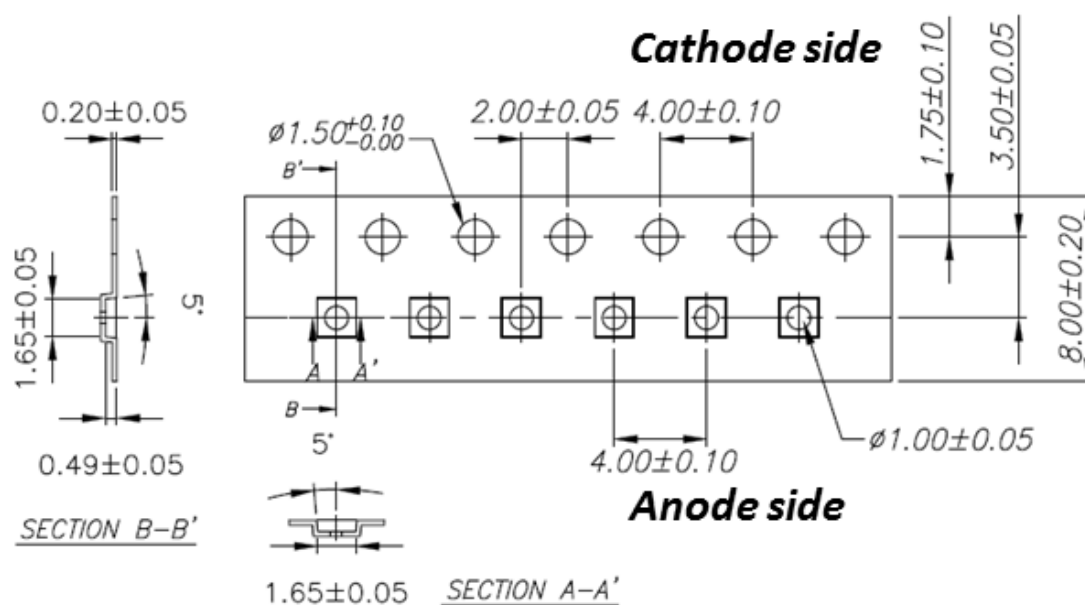 Cathode side
0.20±0.05
2.00±0.05
4.00±0.10
1.75±0.10
3.50±0.05
ø1.50+0.10
-0.00
B'
8.00±0.20
1.65±0.05
5°
A
A'
B
5°
0.49±0.05
4.00±0.10
ø1.00±0.05
Anode side
SECTION B-B'
1.65±0.05
SECTION A-A'